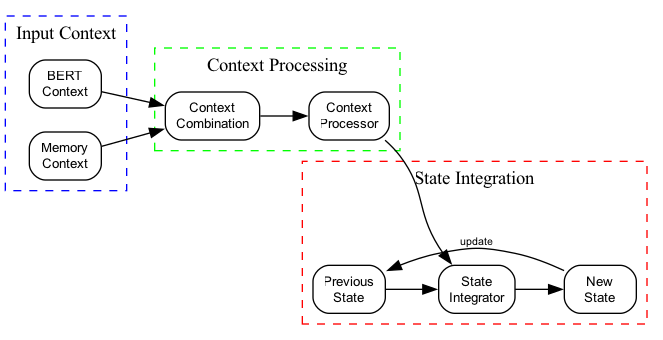 Input Context
BERT
Context
Memory
Context
Context Processing
Context
Combination
Context
Processor
State Integration
update
Previous
State
State
Integrator
New
State